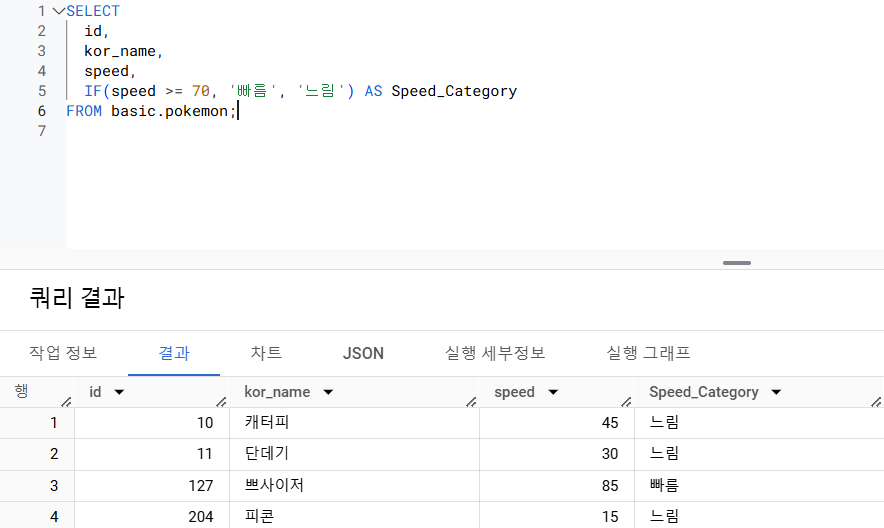 1 SELECT
2 id,
3 kor_name,
4 speed,
5 IF(speed >= 70, '빠름', '느림') AS Speed_Category
6 FROM basic.pokemon;
7
쿼리 결과
작업 정보 결과 차트 JSON 실행 세부정보 실행 그래프
행 id kor_name speed Speed_Category
1 10 캐터피 45 느림
2 11 단데기 30 느림
3 127 쁘사이저 85 빠름
4 204 피콘 15 느림